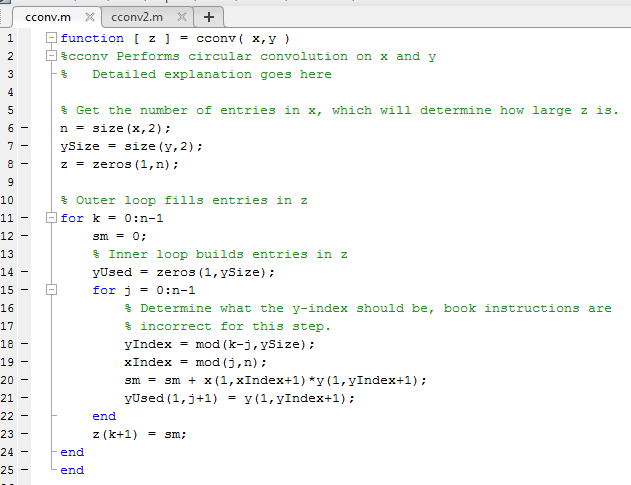 cconv.m × cconv2.m × +
1 function [ z ] = cconv( x,y )
2 %cconv Performs circular convolution on x and y
3 %   Detailed explanation goes here
4
5 % Get the number of entries in x, which will determine how large z is.
6 – n = size(x,2);
7 – ySize = size(y,2);
8 – z = zeros(1,n);
9
10 % Outer loop fills entries in z
11 – for k = 0:n-1
12 –     sm = 0;
13     % Inner loop builds entries in z
14 –     yUsed = zeros(1,ySize);
15 –     for j = 0:n-1
16         % Determine what the y-index should be, book instructions are
17         % incorrect for this step.
18 –         yIndex = mod(k-j,ySize);
19 –         xIndex = mod(j,n);
20 –         sm = sm + x(1,xIndex+1)*y(1,yIndex+1);
21 –         yUsed(1,j+1) = y(1,yIndex+1);
22 –     end
23 –     z(k+1) = sm;
24 – end
25 – end